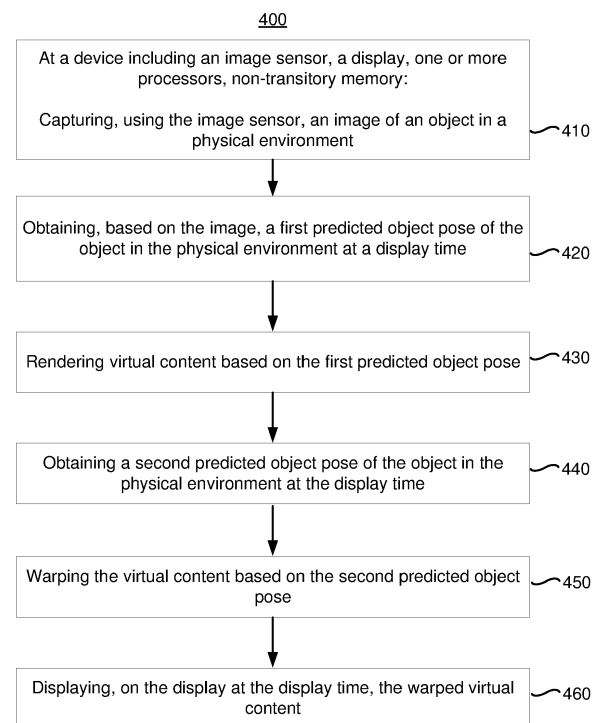 400
At a device including an image sensor, a display, one or more
processors, non-transitory memory:
Capturing, using the image sensor, an image of an object in a
physical environment
410
Obtaining, based on the image, a first predicted object pose of the
object in the physical environment at a display time
420
Rendering virtual content based on the first predicted object pose
430
Obtaining a second predicted object pose of the object in the
physical environment at the display time
440
Warping the virtual content based on the second predicted object
pose
450
Displaying, on the display at the display time, the warped virtual
content
460